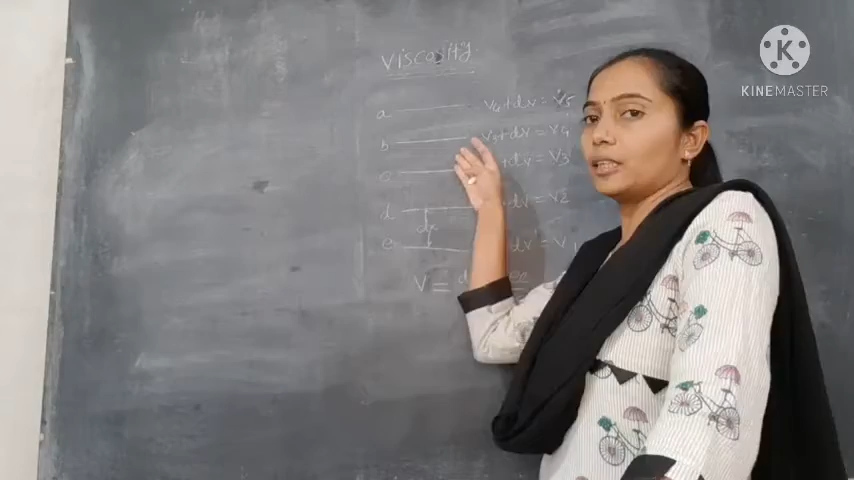 viscosity
a v4+dv = v5
b v3+dv = v4
c +dv = v3
d dv = v2
dx
e dv = v1
V =
K
KINEMASTER